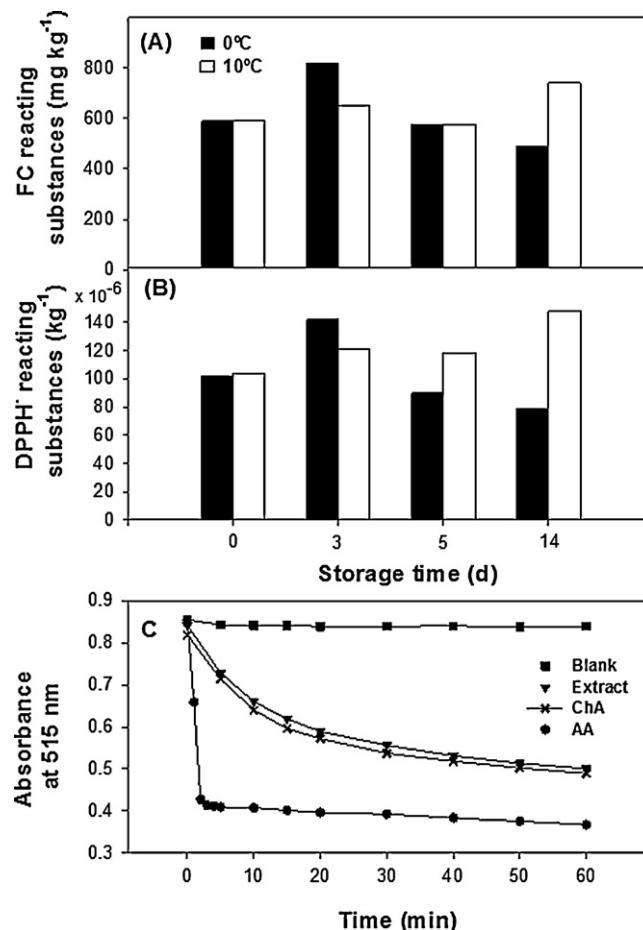 (A)
0ºC
10ºC
FC reacting
substances (mg kg⁻¹)
800
600
400
200
0
(B)
x 10⁻⁶
DPPH· reacting
substances (kg⁻¹)
140
120
100
80
60
40
20
0
0 3 5 14
Storage time (d)
C
Blank
Extract
ChA
AA
Absorbance
at 515 nm
0.9
0.8
0.7
0.6
0.5
0.4
0.3
0 10 20 30 40 50 60
Time (min)